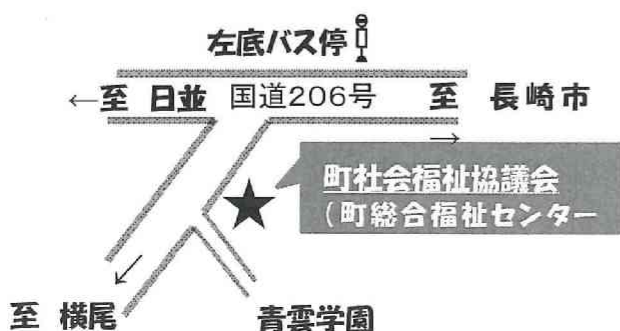 左底バス停
←至 日並 国道206号 至 長崎市
→
町社会福祉協議会
(町総合福祉センター
至 横尾
青雲学園